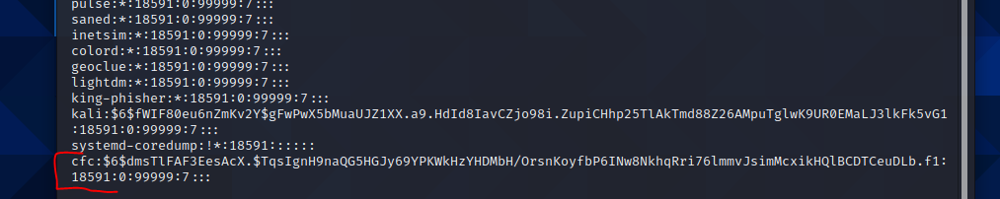 pulse:*:18591:0:99999:7:::
saned:*:18591:0:99999:7:::
inetsim:*:18591:0:99999:7:::
colord:*:18591:0:99999:7:::
geoclue:*:18591:0:99999:7:::
lightdm:*:18591:0:99999:7:::
king-phisher:*:18591:0:99999:7:::
kali:$6$fWIF80eu6nZmKv2Y$gFwPwX5bMuaUJZ1XX.a9.HdId8IavCZjo98i.ZupiCHhp25TlAkTmd88Z26AMpuTglwK9UR0EMaLJ3lkFk5vG1
:18591:0:99999:7:::
systemd-coredump:!*:18591::::::
cfc:$6$dmsTlFAF3EesAcX.$TqsIgnH9naQG5HGJy69YPKWkHzYHDMbH/OrsnKoyfbP6INw8NkhqRri76lmmvJsimMcxikHQlBCDTCeuDLb.f1:
18591:0:99999:7:::